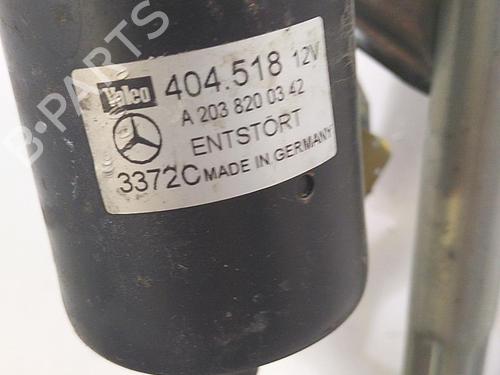 B-PARTS
Valeo 404.518 12V
A 203 820 03 42
ENTSTÖRT
3372C MADE IN GERMANY